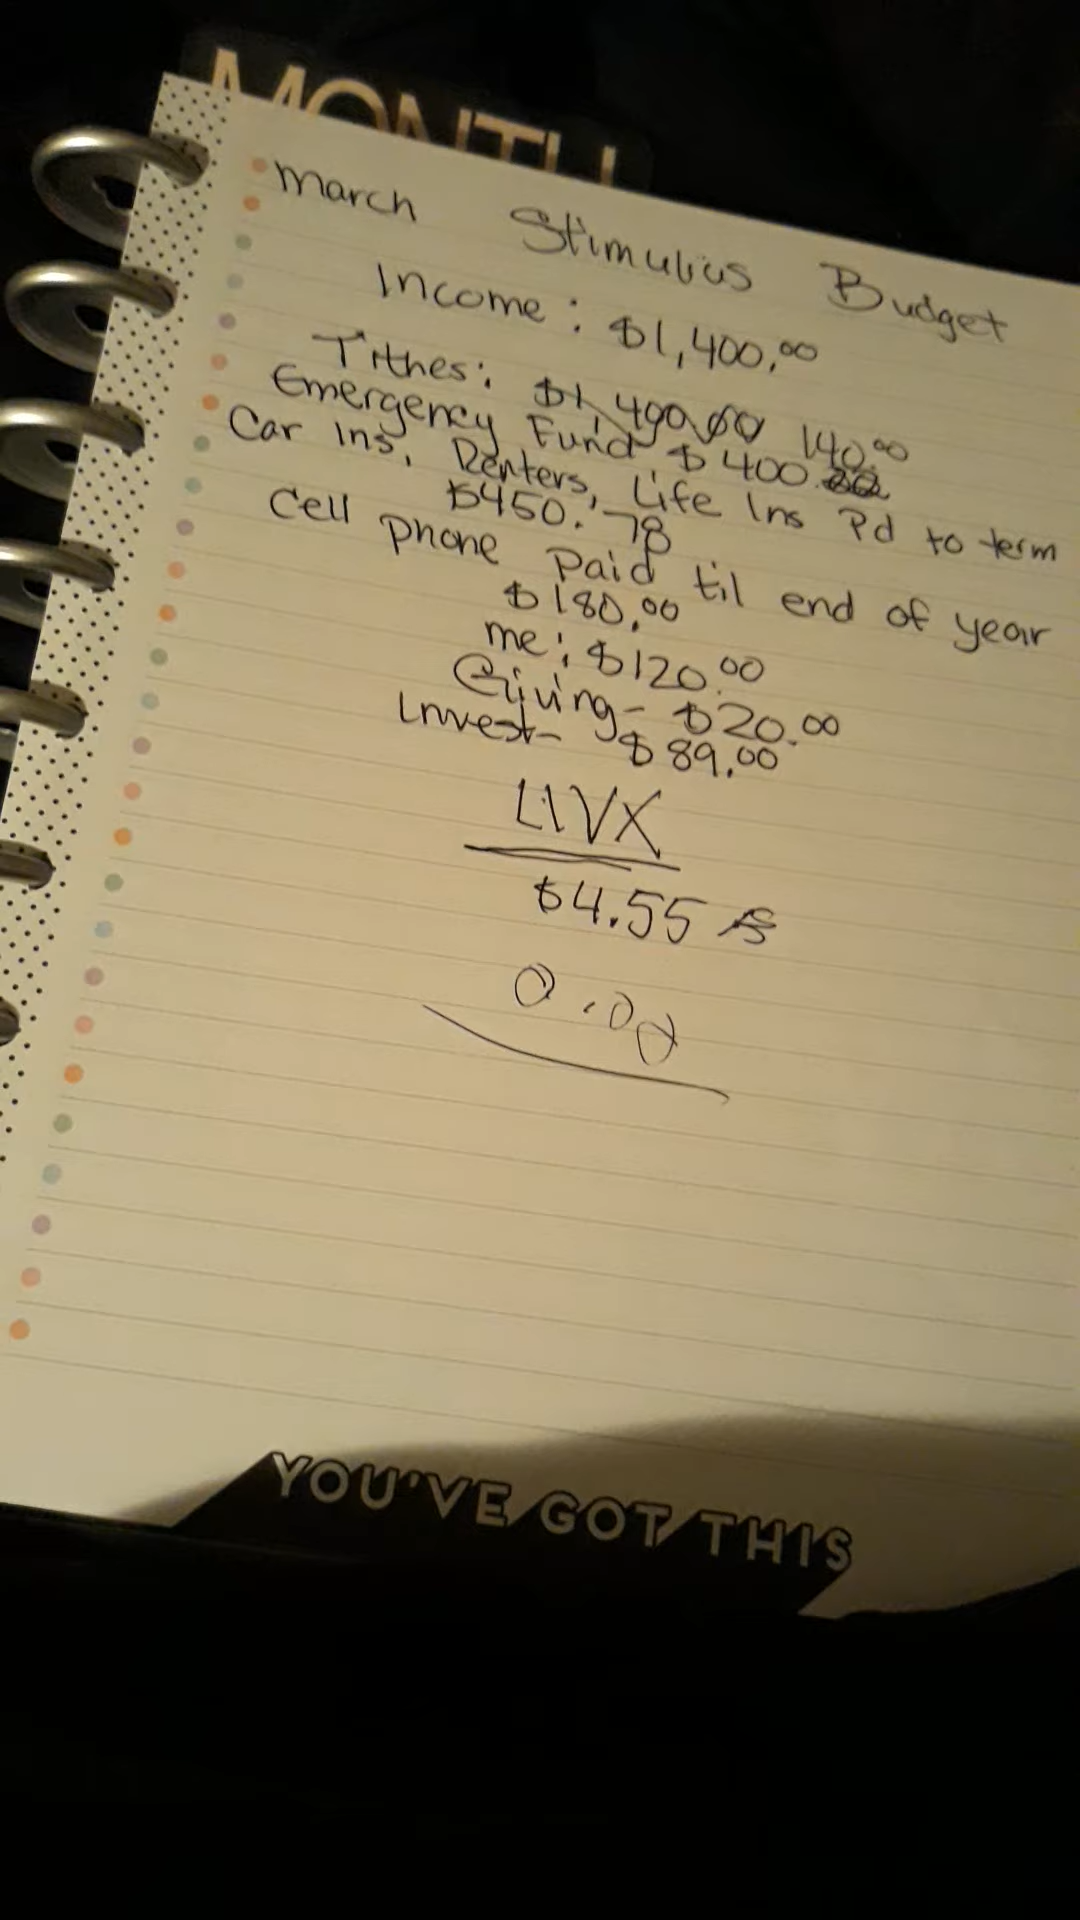 MONTH
March Stimulus Budget
Income: $1,400.00
Tithes: $1,400.00 140.00
Emergency Fund $400.00
Car Ins, Renters, Life Ins Pd to term
$450.78
Cell phone Paid til end of year
$180.00
me: $120.00
Giving- $20.00
Invest- $89.00
LIVX
$4.55
0.00
YOU'VE GOT THIS